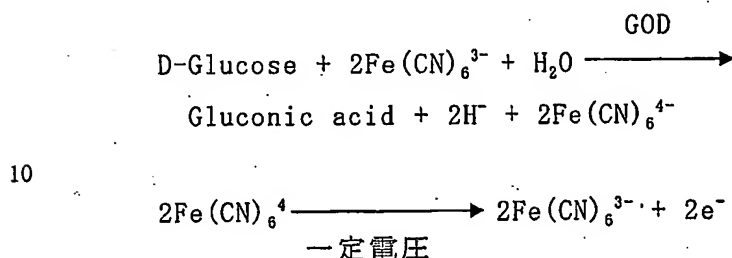 GOD
D-Glucose + 2Fe(CN)₆³⁻ + H₂O ⟶
Gluconic acid + 2H⁻ + 2Fe(CN)₆⁴⁻
10
2Fe(CN)₆⁴ ⟶ 2Fe(CN)₆³⁻ + 2e⁻
一定電圧